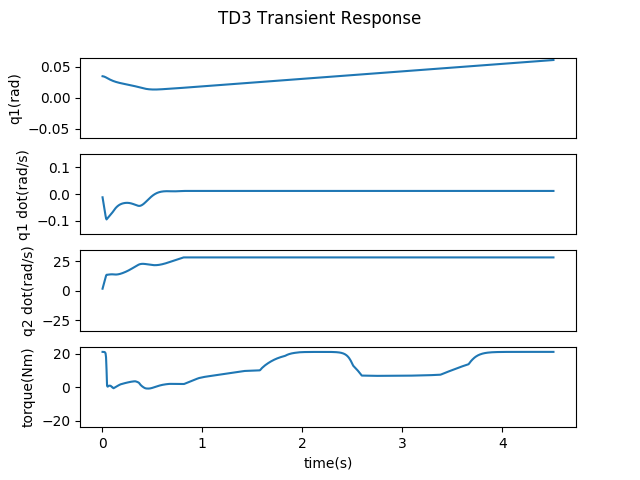 TD3 Transient Response
q1(rad)
0.05
0.00
−0.05
q1 dot(rad/s)
0.1
0.0
−0.1
q2 dot(rad/s)
25
0
−25
torque(Nm)
20
0
−20
0 1 2 3 4
time(s)